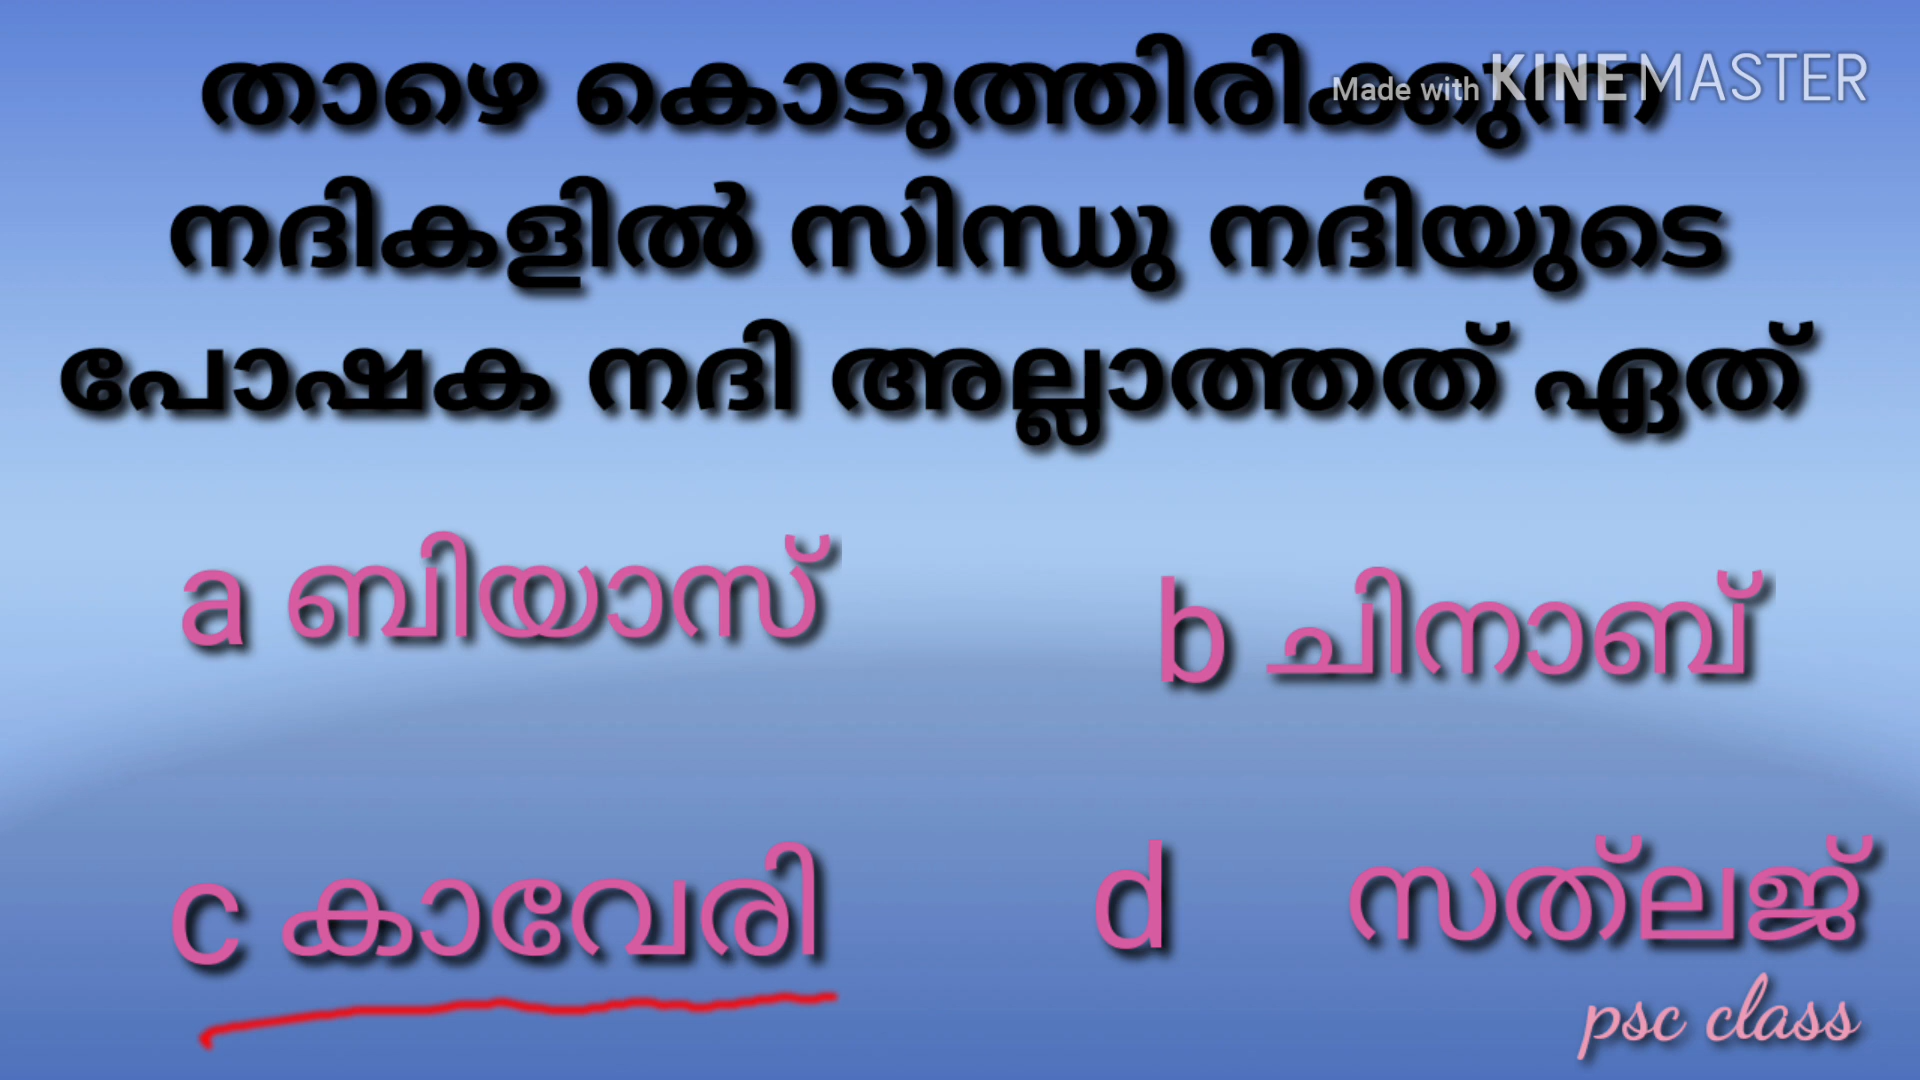 താഴെ കൊടുത്തിരിക്കുന്ന
Made with KINEMASTER
നദികളിൽ സിന്ധു നദിയുടെ
പോഷക നദി അല്ലാത്തത് ഏത്
a ബിയാസ്
b ചിനാബ്
c കാവേരി
d സത്‌ലജ്
psc class